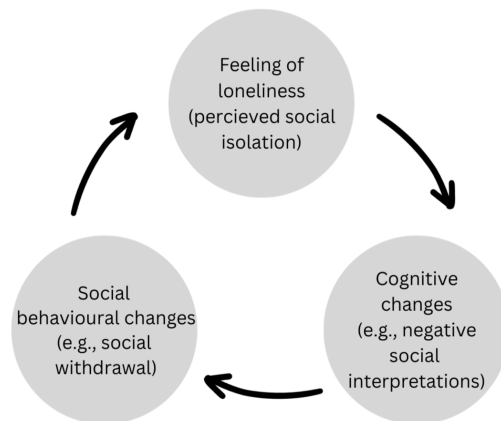 Feeling of
loneliness
(percieved social
isolation)
Cognitive
changes
(e.g., negative
social
interpretations)
Social
behavioural changes
(e.g., social
withdrawal)